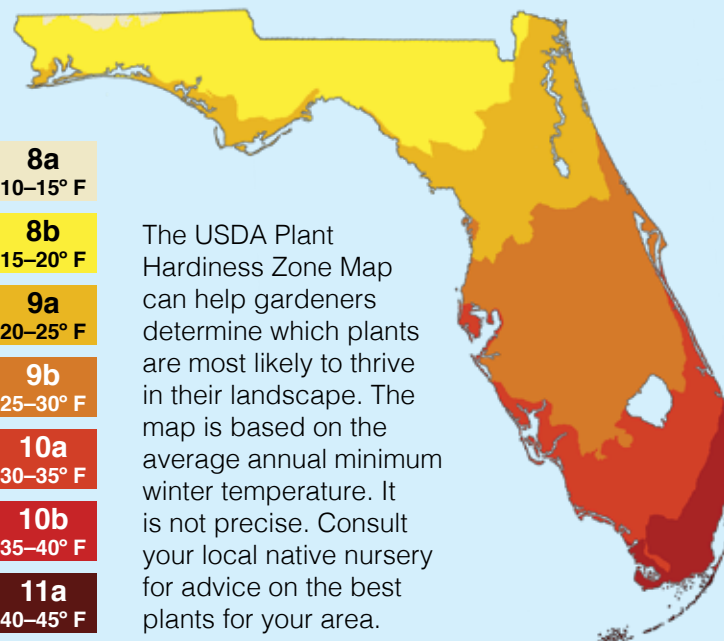 8a
10–15° F
8b
15–20° F
9a
20–25° F
9b
25–30° F
10a
30–35° F
10b
35–40° F
11a
40–45° F
The USDA Plant
Hardiness Zone Map
can help gardeners
determine which plants
are most likely to thrive
in their landscape. The
map is based on the
average annual minimum
winter temperature. It
is not precise. Consult
your local native nursery
for advice on the best
plants for your area.